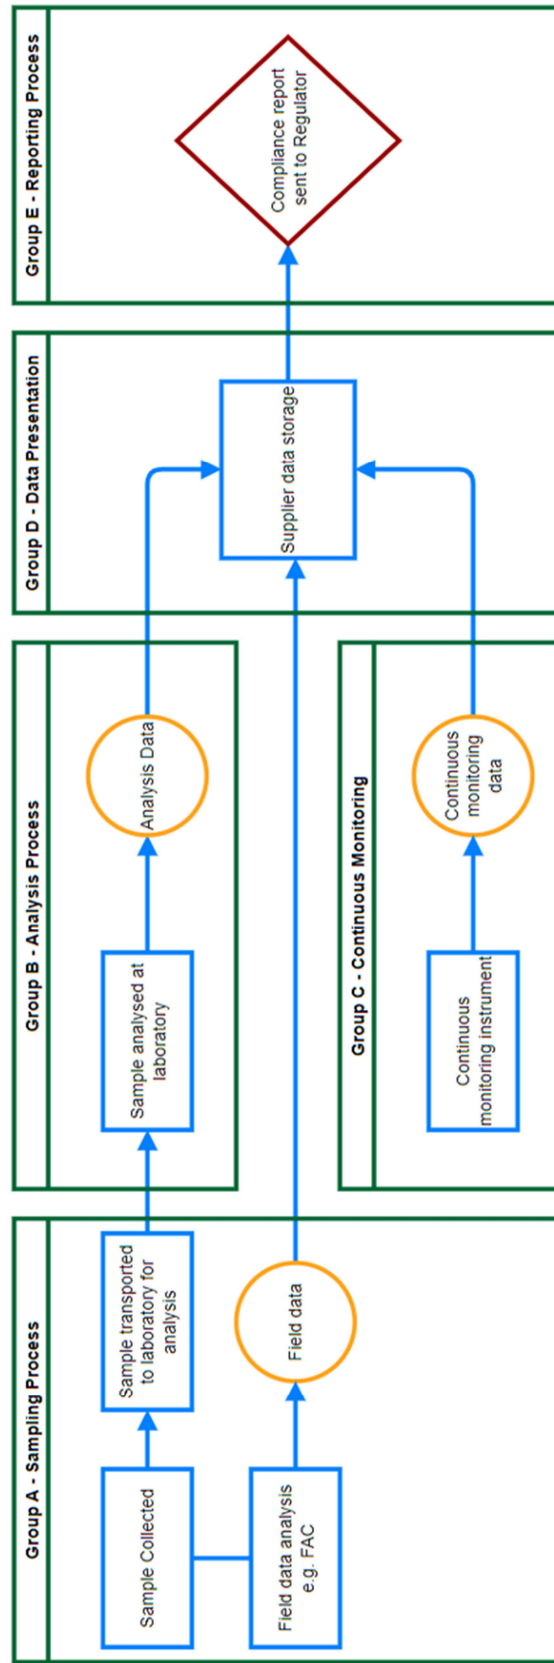 Group A - Sampling Process
Sample Collected
Sample transported
to laboratory for
analysis
Field data analysis
e.g. FAC
Field data
Group B - Analysis Process
Sample analysed at
laboratory
Analysis Data
Group C - Continuous Monitoring
Continuous
monitoring instrument
Continuous
monitoring
data
Group D - Data Presentation
Supplier data storage
Group E - Reporting Process
Compliance report
sent to Regulator